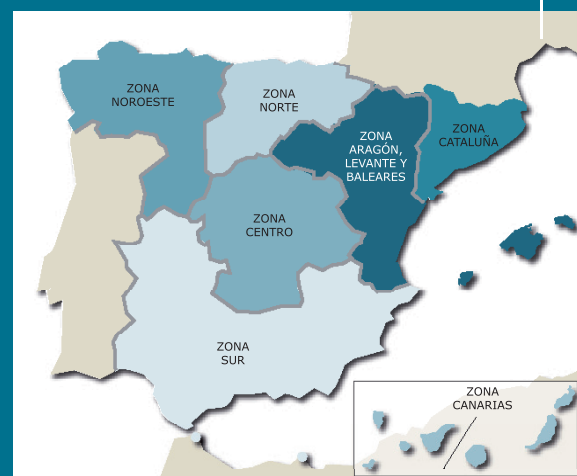 ZONA
NOROESTE
ZONA
NORTE
ZONA
ARAGÓN,
LEVANTE Y
BALEARES
ZONA
CATALUÑA
ZONA
CENTRO
ZONA
SUR
ZONA
CANARIAS